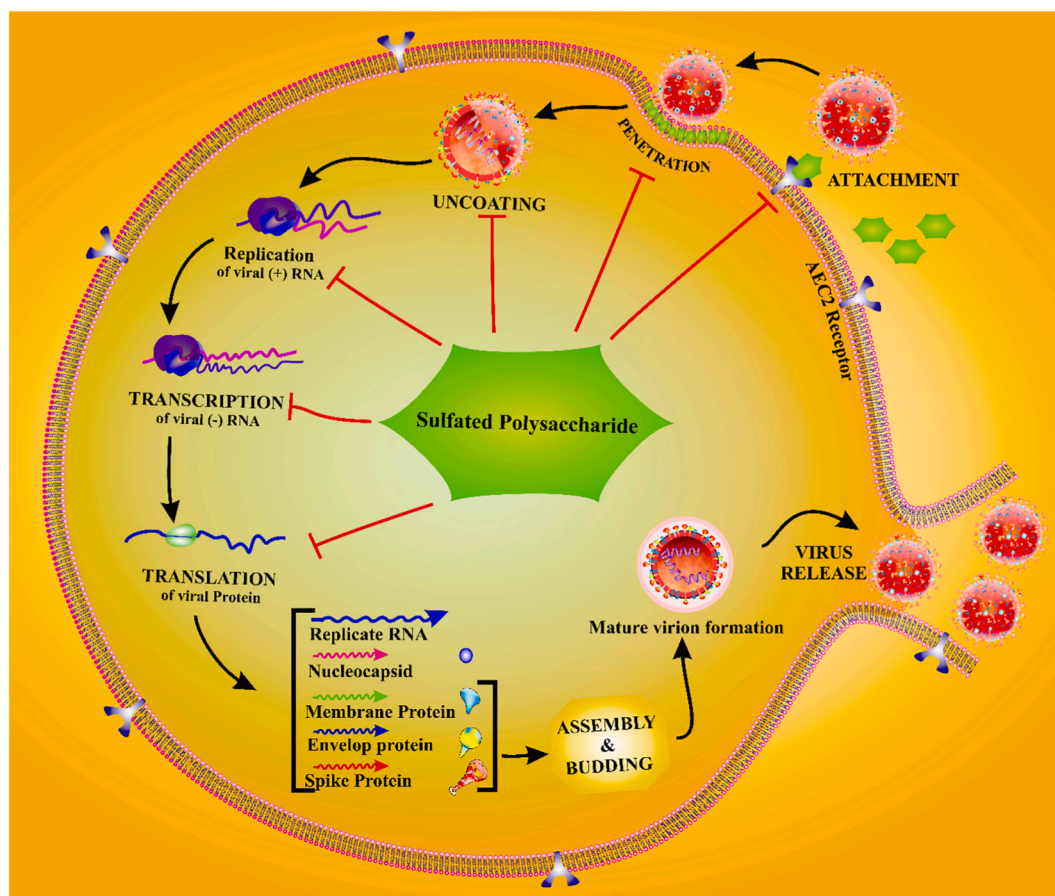 ATTACHMENT
PENETRATION
UNCOATING
AEC2 Receptor
Replication
of viral (+) RNA
TRANSCRIPTION
of viral (-) RNA
Sulfated Polysaccharide
TRANSLATION
of viral Protein
Replicate RNA
Nucleocapsid
Membrane Protein
Envelop protein
Spike Protein
ASSEMBLY
&
BUDDING
Mature virion formation
VIRUS
RELEASE